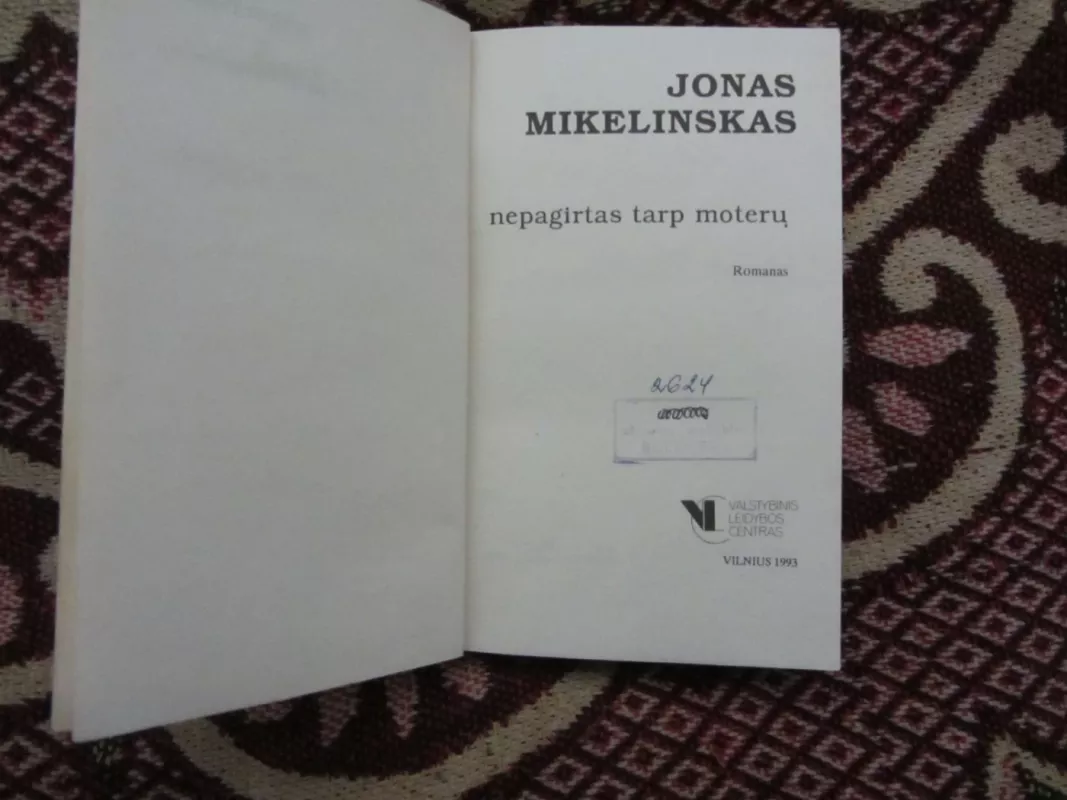 JONAS
MIKELINSKAS
nepagirtas tarp moterų
Romanas
2624
VALSTYBINIS
LEIDYBOS
CENTRAS
VILNIUS 1993